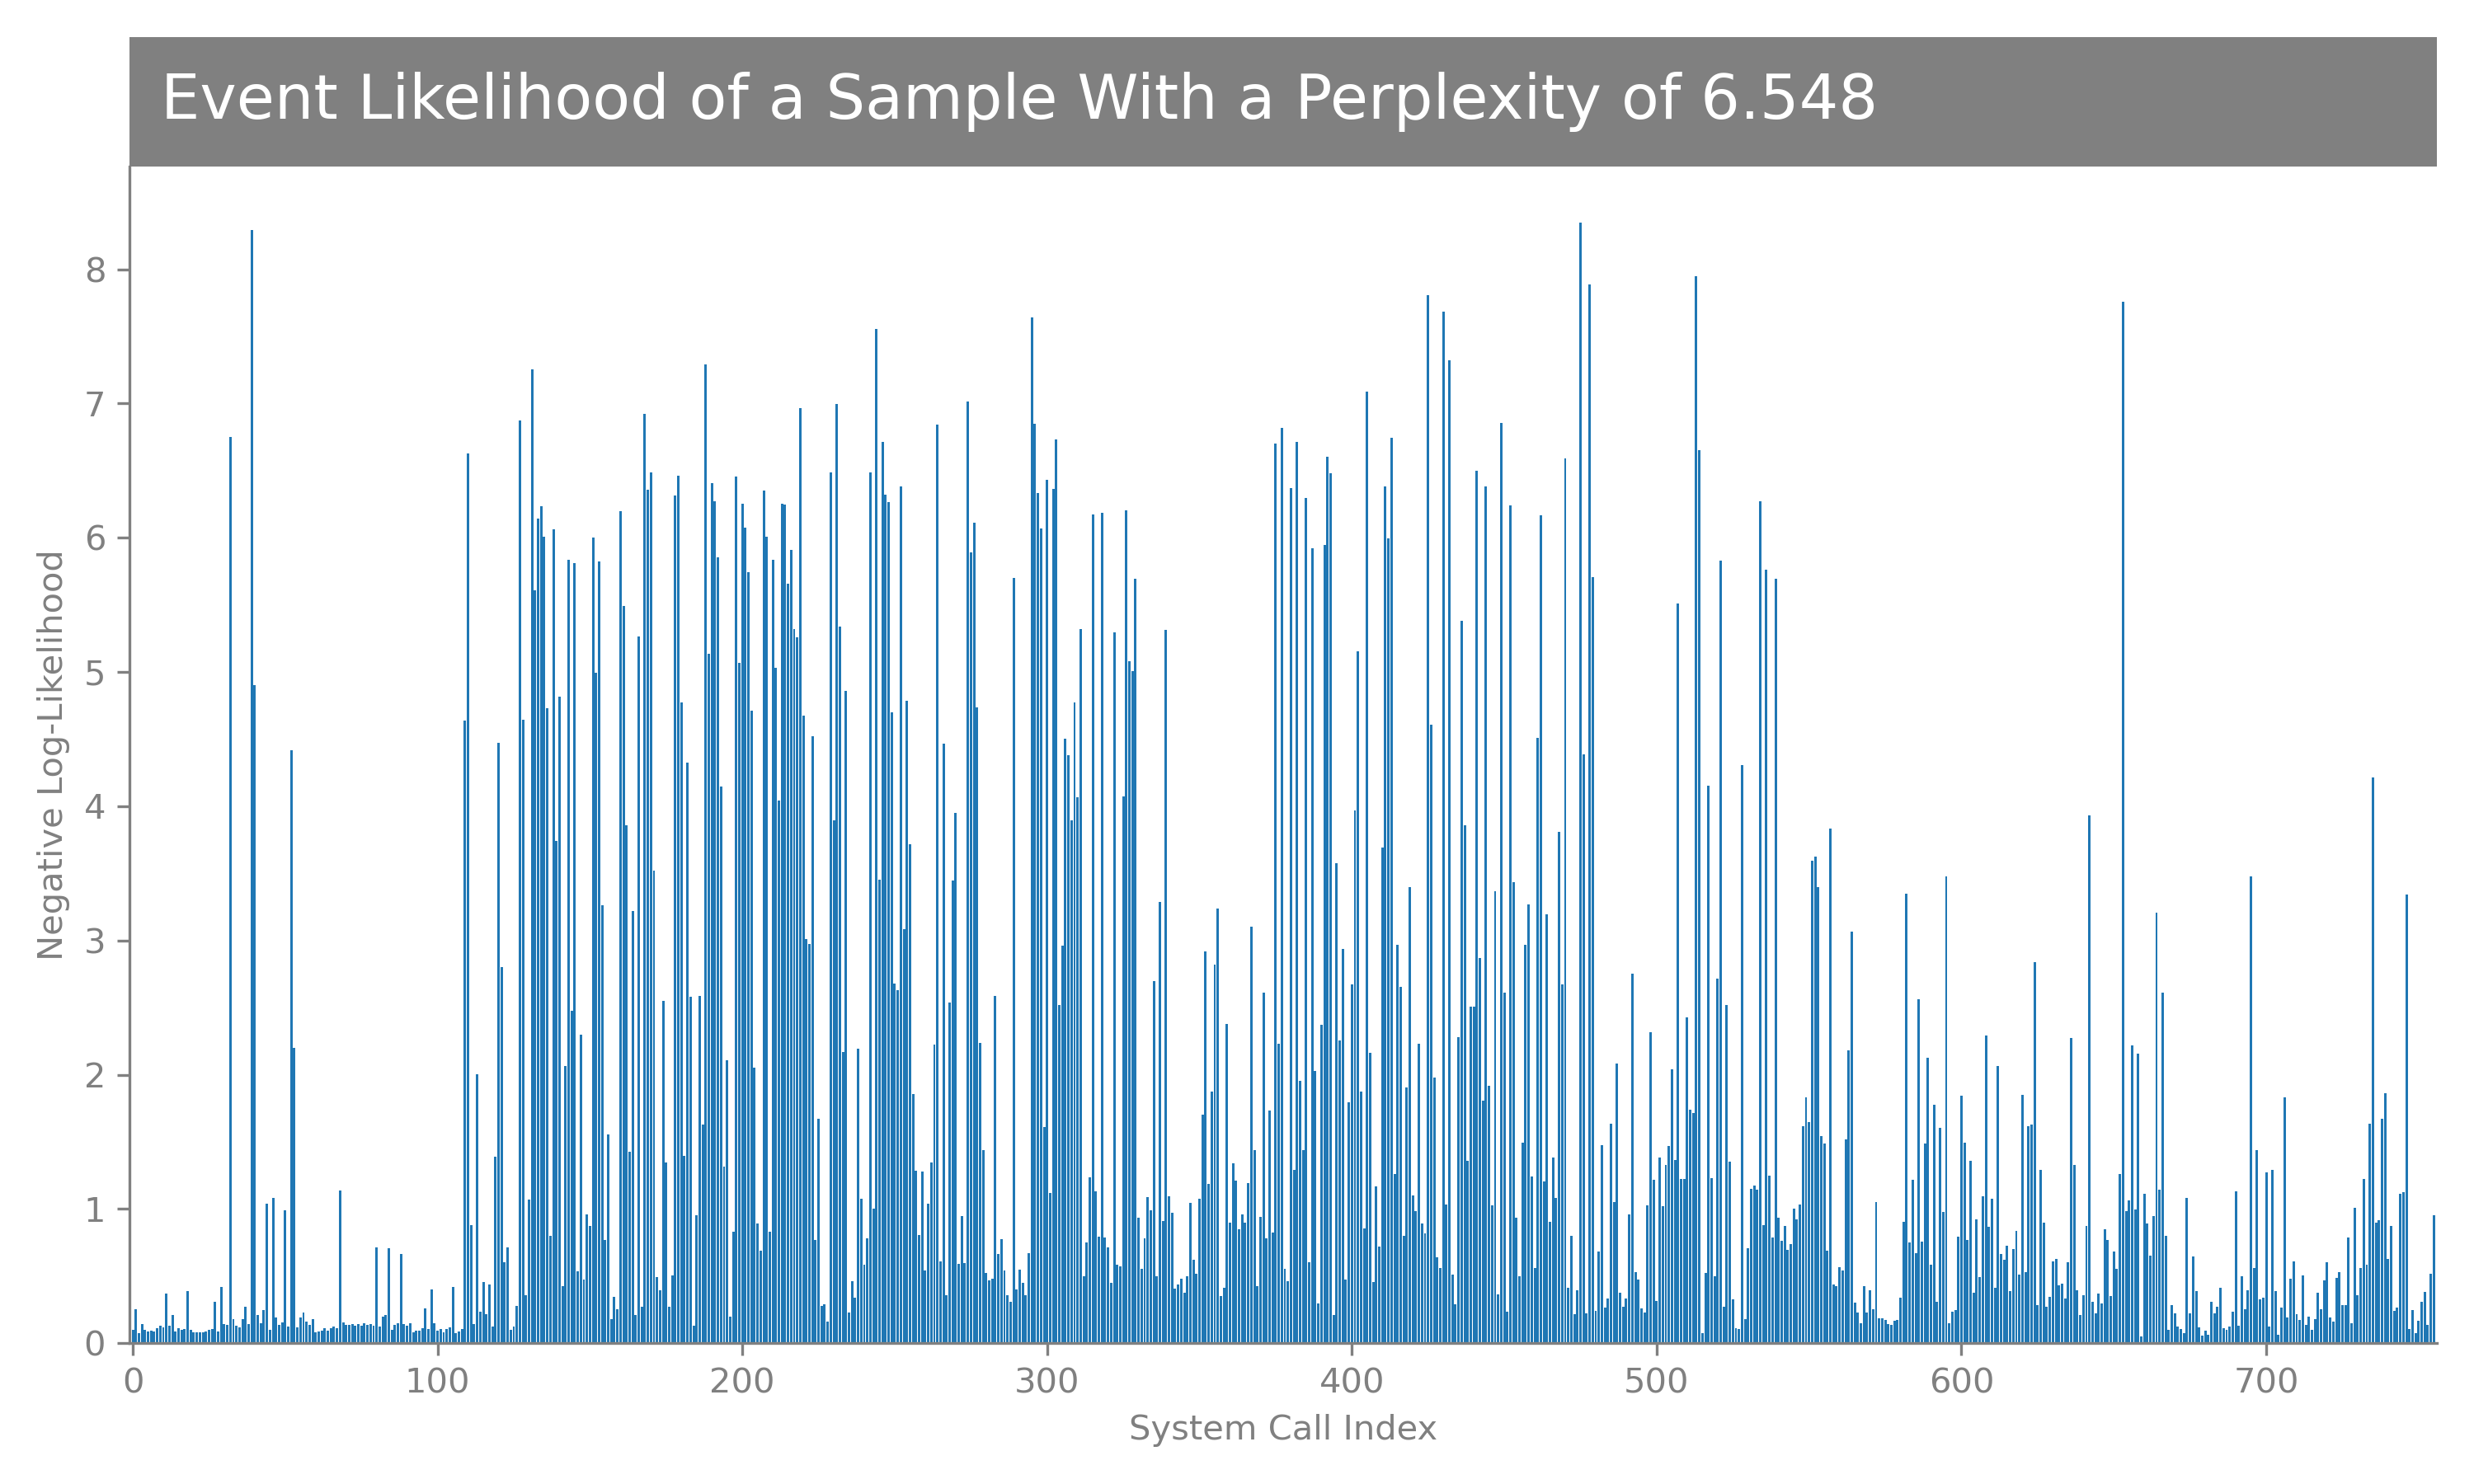 Event Likelihood of a Sample With a Perplexity of 6.548
Negative Log-Likelihood
8
7
6
5
4
3
2
1
0
0 100 200 300 400 500 600 700
System Call Index